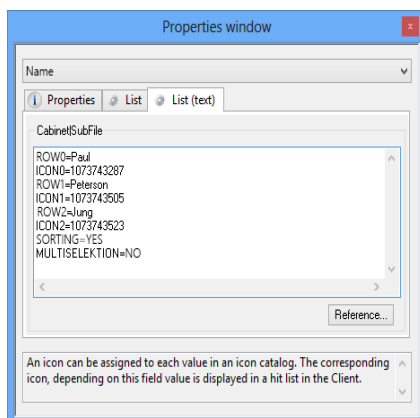 Properties window
x
Name
Properties
List
List (text)
Cabinet|SubFile
ROW0=Paul
ICON0=1073743287
ROW1=Peterson
ICON1=1073743505
ROW2=Jung
ICON2=1073743523
SORTING=YES
MULTISELEKTION=NO
Reference...
An icon can be assigned to each value in an icon catalog. The corresponding
icon, depending on this field value is displayed in a hit list in the Client.